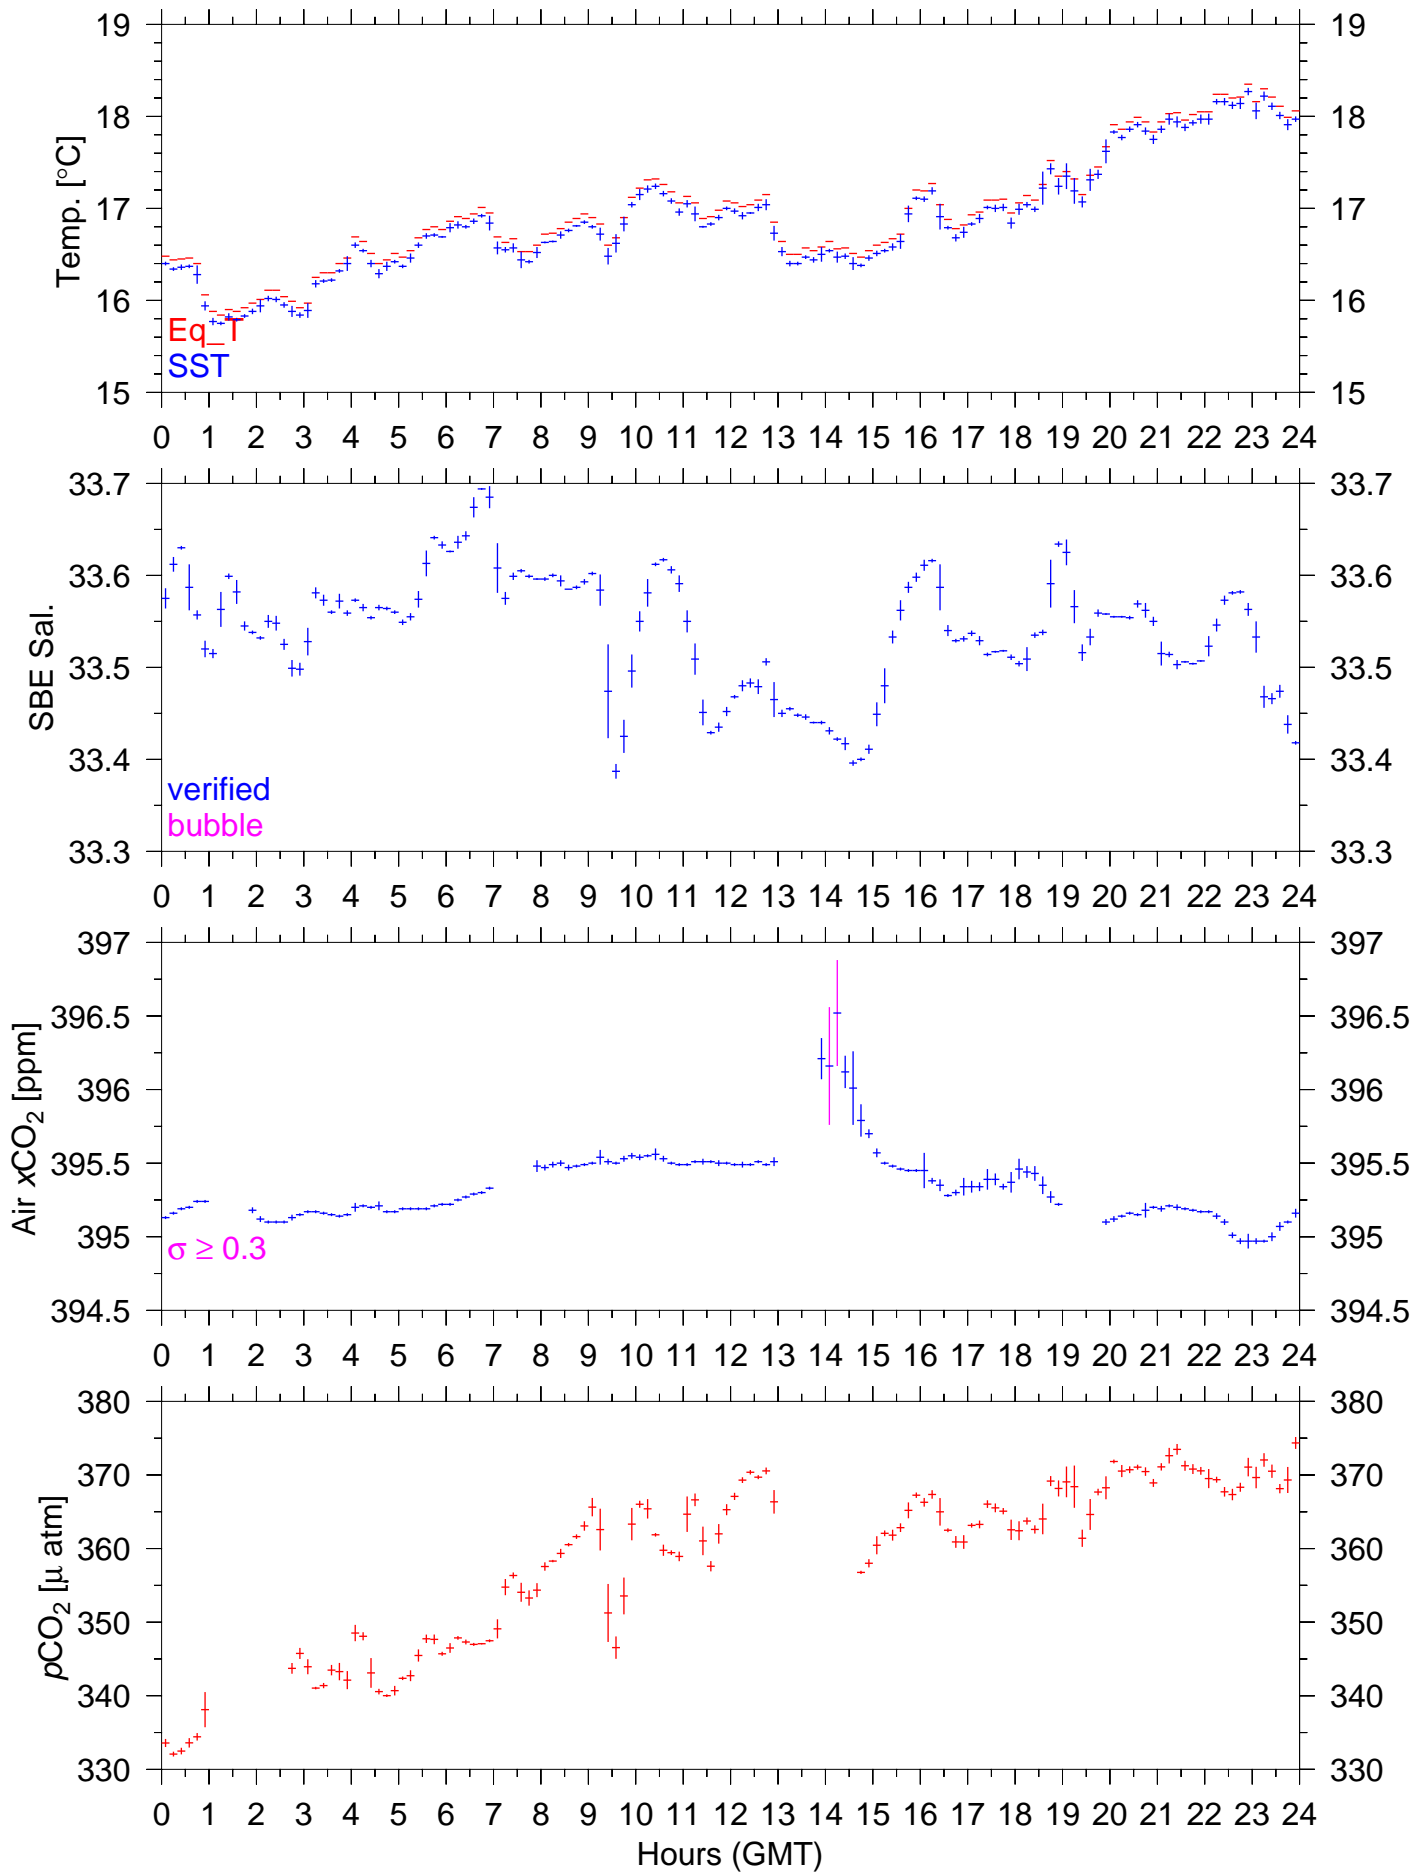 19 19
18 18
Temp. [°C]
17 17
16 16
Eq_T
SST
15 15
0 1 2 3 4 5 6 7 8 9 10 11 12 13 14 15 16 17 18 19 20 21 22 23 24
33.7 33.7
33.6 33.6
SBE Sal.
33.5 33.5
33.4 33.4
verified
bubble
33.3 33.3
0 1 2 3 4 5 6 7 8 9 10 11 12 13 14 15 16 17 18 19 20 21 22 23 24
397 397
396.5 396.5
Air xCO₂ [ppm]
396 396
395.5 395.5
395 395
σ ≥ 0.3
394.5 394.5
0 1 2 3 4 5 6 7 8 9 10 11 12 13 14 15 16 17 18 19 20 21 22 23 24
380 380
370 370
pCO₂ [μ atm]
360 360
350 350
340 340
330 330
0 1 2 3 4 5 6 7 8 9 10 11 12 13 14 15 16 17 18 19 20 21 22 23 24
Hours (GMT)